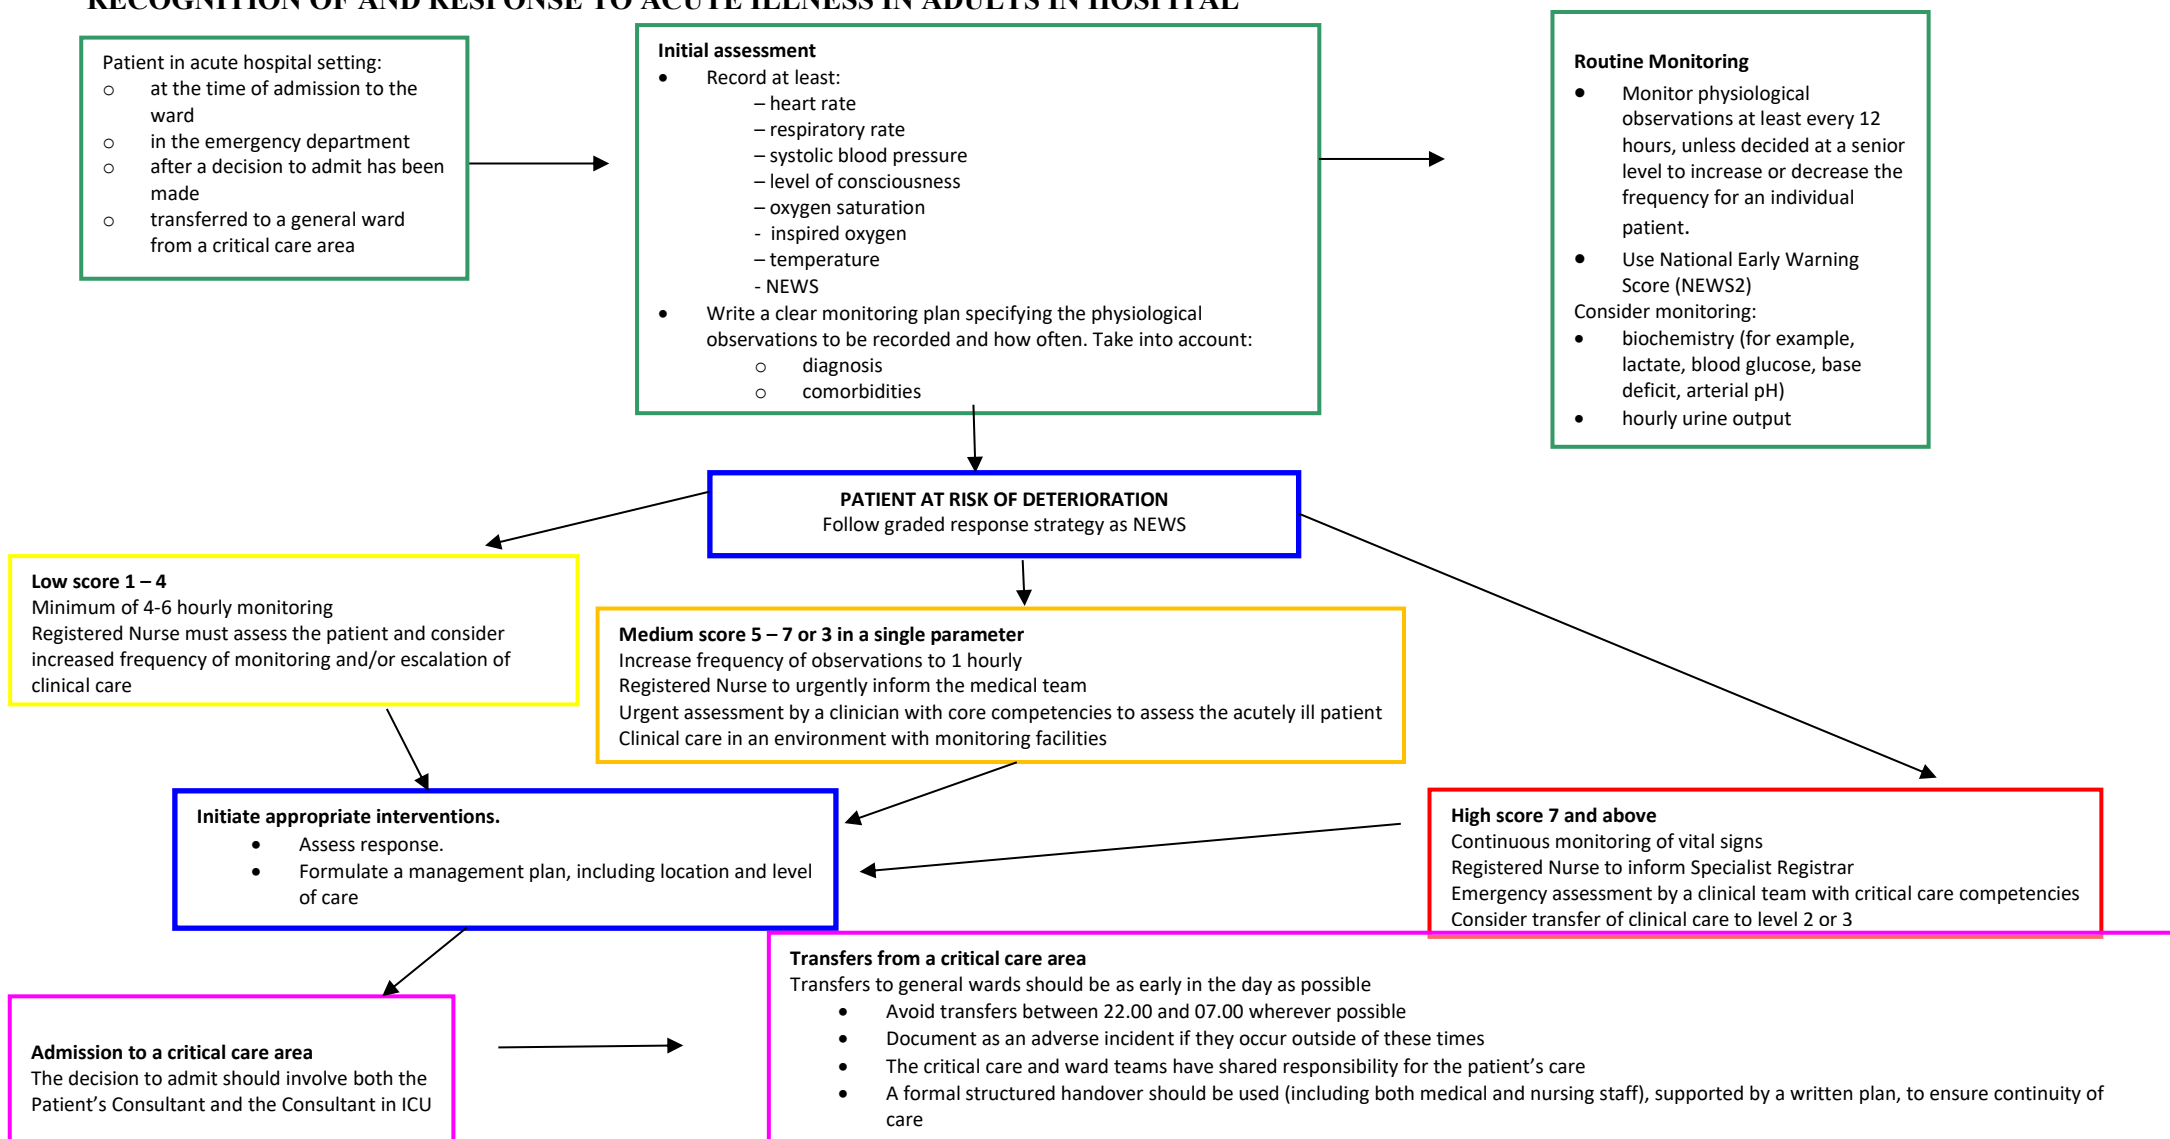 RECOGNITION OF AND RESPONSE TO ACUTE ILLNESS IN ADULTS IN HOSPITAL
Patient in acute hospital setting:
o at the time of admission to the
ward
o in the emergency department
o after a decision to admit has been
made
o transferred to a general ward
from a critical care area
Initial assessment
• Record at least:
– heart rate
– respiratory rate
– systolic blood pressure
– level of consciousness
– oxygen saturation
- inspired oxygen
– temperature
- NEWS
• Write a clear monitoring plan specifying the physiological
observations to be recorded and how often. Take into account:
o diagnosis
o comorbidities
Routine Monitoring
• Monitor physiological
observations at least every 12
hours, unless decided at a senior
level to increase or decrease the
frequency for an individual
patient.
• Use National Early Warning
Score (NEWS2)
Consider monitoring:
• biochemistry (for example,
lactate, blood glucose, base
deficit, arterial pH)
• hourly urine output
PATIENT AT RISK OF DETERIORATION
Follow graded response strategy as NEWS
Low score 1 – 4
Minimum of 4-6 hourly monitoring
Registered Nurse must assess the patient and consider
increased frequency of monitoring and/or escalation of
clinical care
Medium score 5 – 7 or 3 in a single parameter
Increase frequency of observations to 1 hourly
Registered Nurse to urgently inform the medical team
Urgent assessment by a clinician with core competencies to assess the acutely ill patient
Clinical care in an environment with monitoring facilities
High score 7 and above
Continuous monitoring of vital signs
Registered Nurse to inform Specialist Registrar
Emergency assessment by a clinical team with critical care competencies
Consider transfer of clinical care to level 2 or 3
Initiate appropriate interventions.
• Assess response.
• Formulate a management plan, including location and level
of care
Admission to a critical care area
The decision to admit should involve both the
Patient's Consultant and the Consultant in ICU
Transfers from a critical care area
Transfers to general wards should be as early in the day as possible
• Avoid transfers between 22.00 and 07.00 wherever possible
• Document as an adverse incident if they occur outside of these times
• The critical care and ward teams have shared responsibility for the patient's care
• A formal structured handover should be used (including both medical and nursing staff), supported by a written plan, to ensure continuity of
care